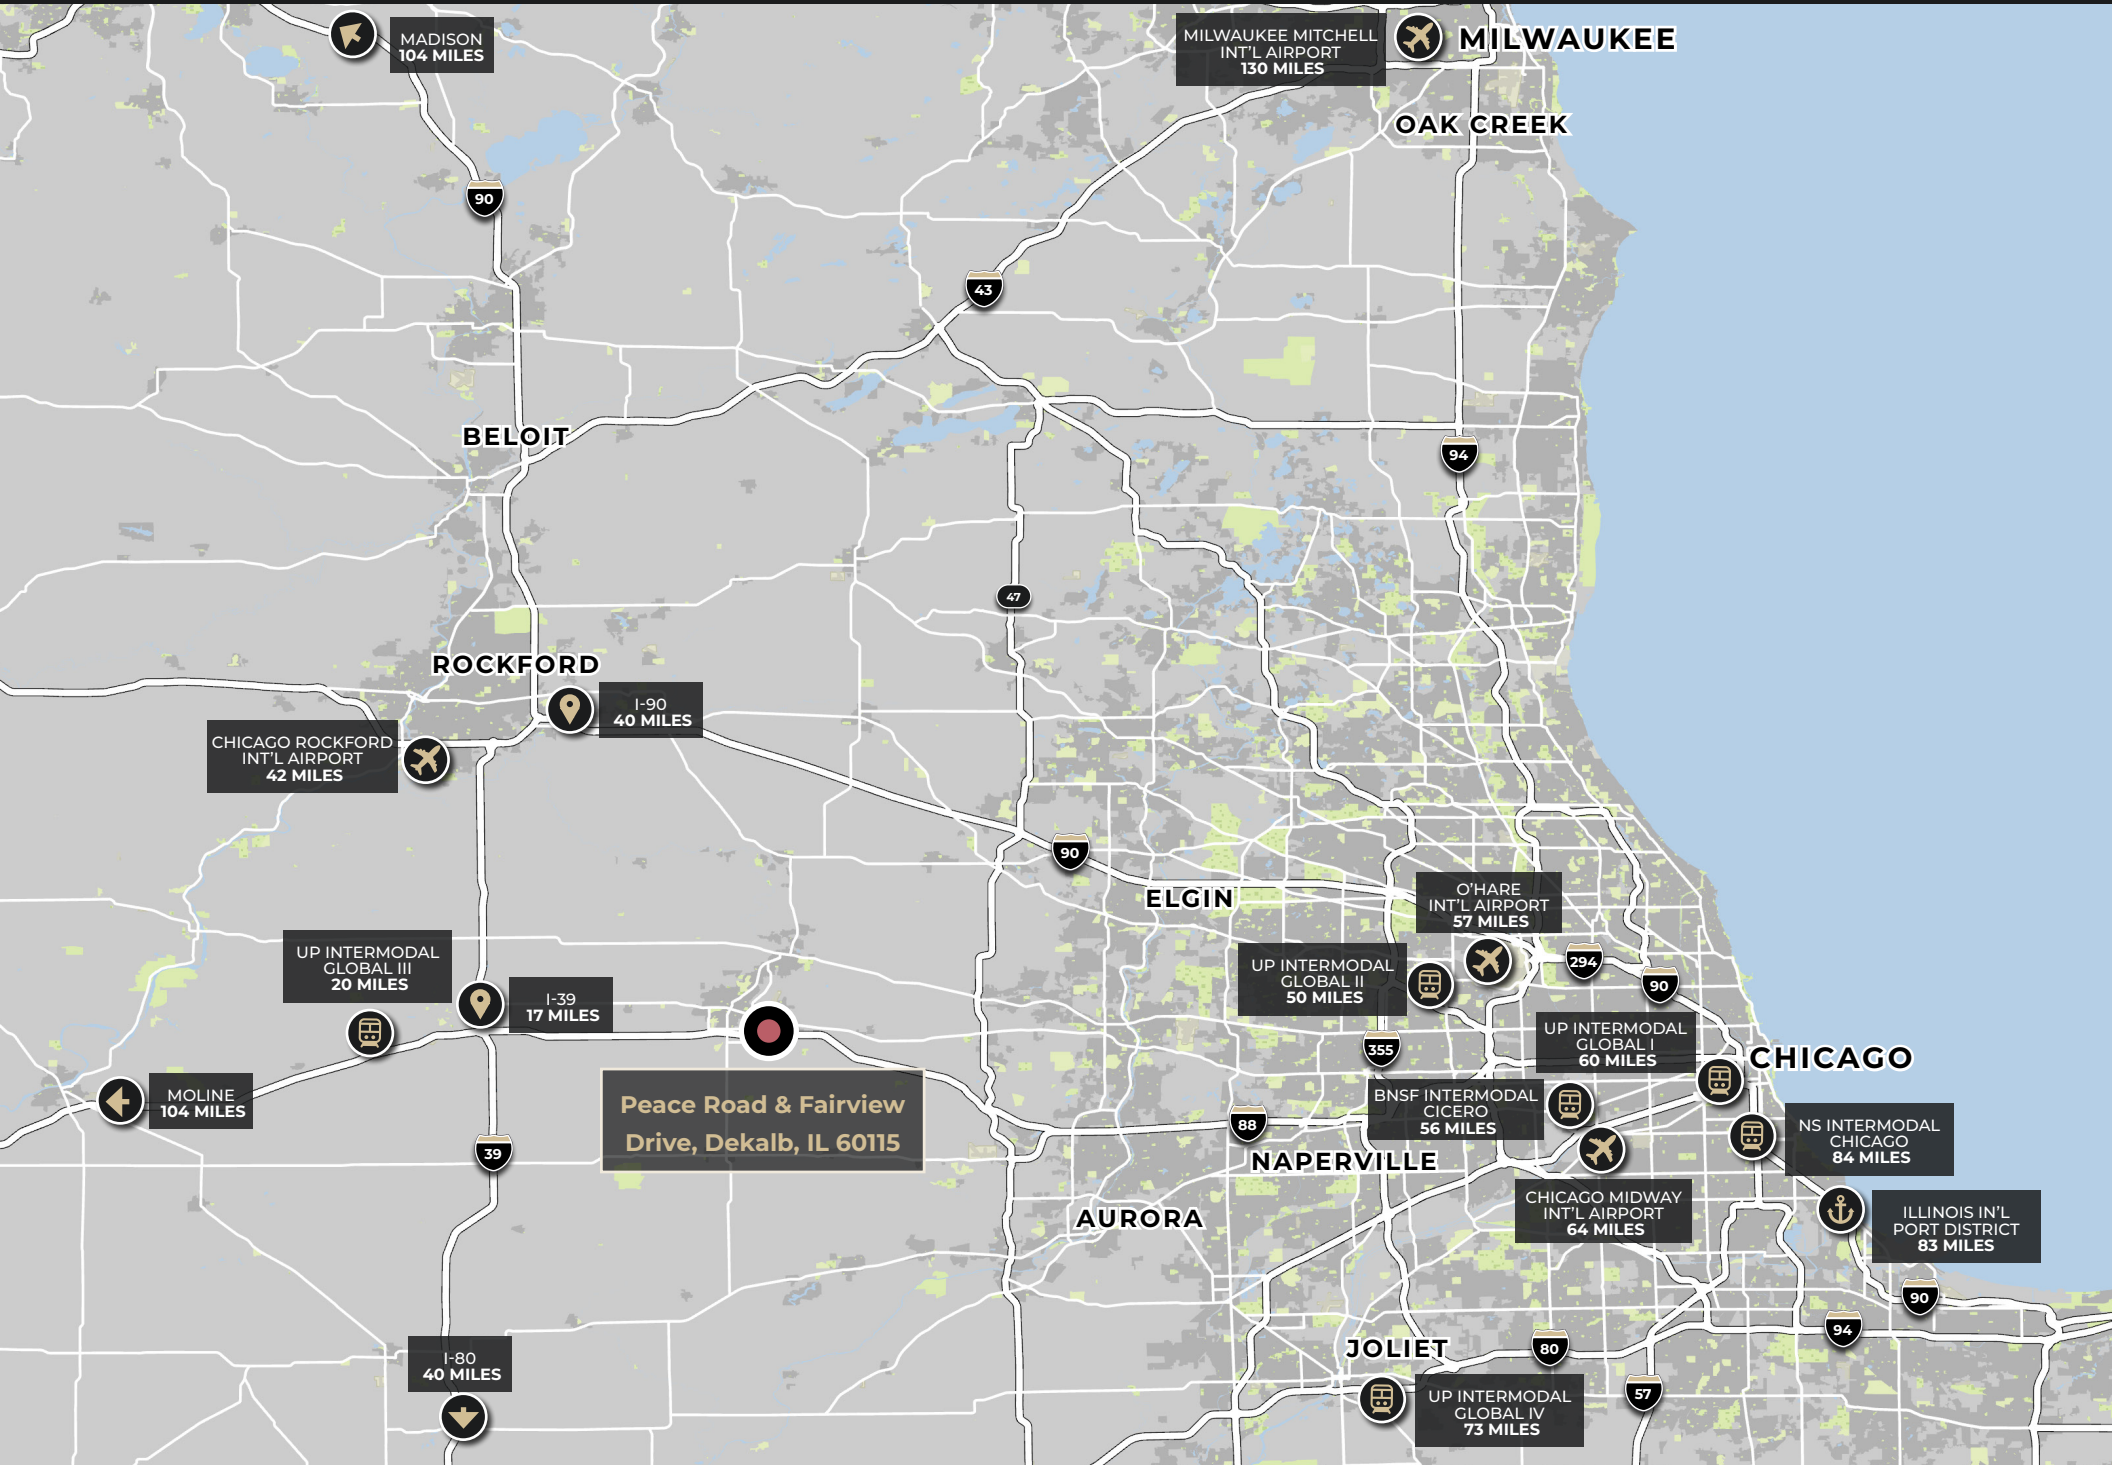 MADISON
104 MILES
MILWAUKEE MITCHELL
INT'L AIRPORT
130 MILES
MILWAUKEE
OAK CREEK
90
43
BELOIT
94
47
ROCKFORD
I-90
40 MILES
CHICAGO ROCKFORD
INT'L AIRPORT
42 MILES
90
ELGIN
O'HARE
INT'L AIRPORT
57 MILES
UP INTERMODAL
GLOBAL III
20 MILES
I-39
17 MILES
UP INTERMODAL
GLOBAL II
50 MILES
294
90
UP INTERMODAL
GLOBAL I
60 MILES
355
CHICAGO
MOLINE
104 MILES
Peace Road & Fairview
Drive, Dekalb, IL 60115
BNSF INTERMODAL
CICERO
56 MILES
88
39
NAPERVILLE
NS INTERMODAL
CHICAGO
84 MILES
AURORA
CHICAGO MIDWAY
INT'L AIRPORT
64 MILES
ILLINOIS IN'L
PORT DISTRICT
83 MILES
90
94
JOLIET
80
I-80
40 MILES
57
UP INTERMODAL
GLOBAL IV
73 MILES